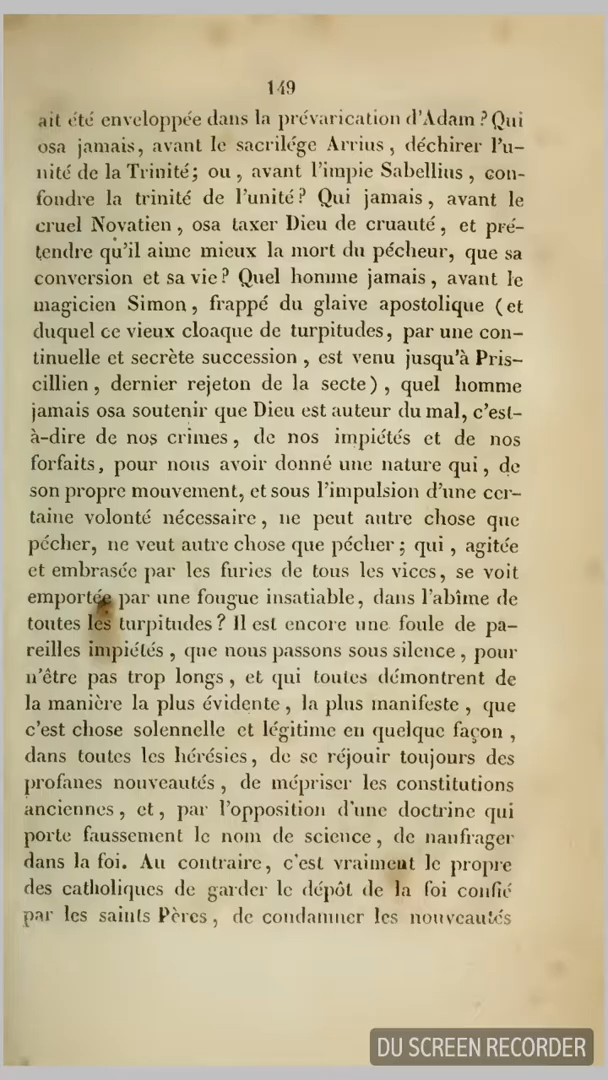 149
ait été enveloppée dans la prévarication d'Adam ? Qui
osa jamais, avant le sacrilége Arrius, déchirer l'u-
nité de la Trinité; ou, avant l'impie Sabellius, con-
fondre la trinité de l'unité? Qui jamais, avant le
cruel Novatien, osa taxer Dieu de cruauté, et pré-
tendre qu'il aime mieux la mort du pécheur, que sa
conversion et sa vie? Quel homme jamais, avant le
magicien Simon, frappé du glaive apostolique (et
duquel ce vieux cloaque de turpitudes, par une con-
tinuelle et secrète succession, est venu jusqu'à Pris-
cillien, dernier rejeton de la secte), quel homme
jamais osa soutenir que Dieu est auteur du mal, c'est-
à-dire de nos crimes, de nos impiétés et de nos
forfaits, pour nous avoir donné une nature qui, de
son propre mouvement, et sous l'impulsion d'une cer-
taine volonté nécessaire, ne peut autre chose que
pécher, ne veut autre chose que pécher; qui, agitée
et embrasée par les furies de tous les vices, se voit
emportée par une fougue insatiable, dans l'abîme de
toutes les turpitudes? Il est encore une foule de pa-
reilles impiétés, que nous passons sous silence, pour
n'être pas trop longs, et qui toutes démontrent de
la manière la plus évidente, la plus manifeste, que
c'est chose solennelle et légitime en quelque façon,
dans toutes les hérésies, de se réjouir toujours des
profanes nouveautés, de mépriser les constitutions
anciennes, et, par l'opposition d'une doctrine qui
porte faussement le nom de science, de naufrager
dans la foi. Au contraire, c'est vraiment le propre
des catholiques de garder le dépôt de la foi confié
par les saints Pères, de condamner les nouveautés
DU SCREEN RECORDER